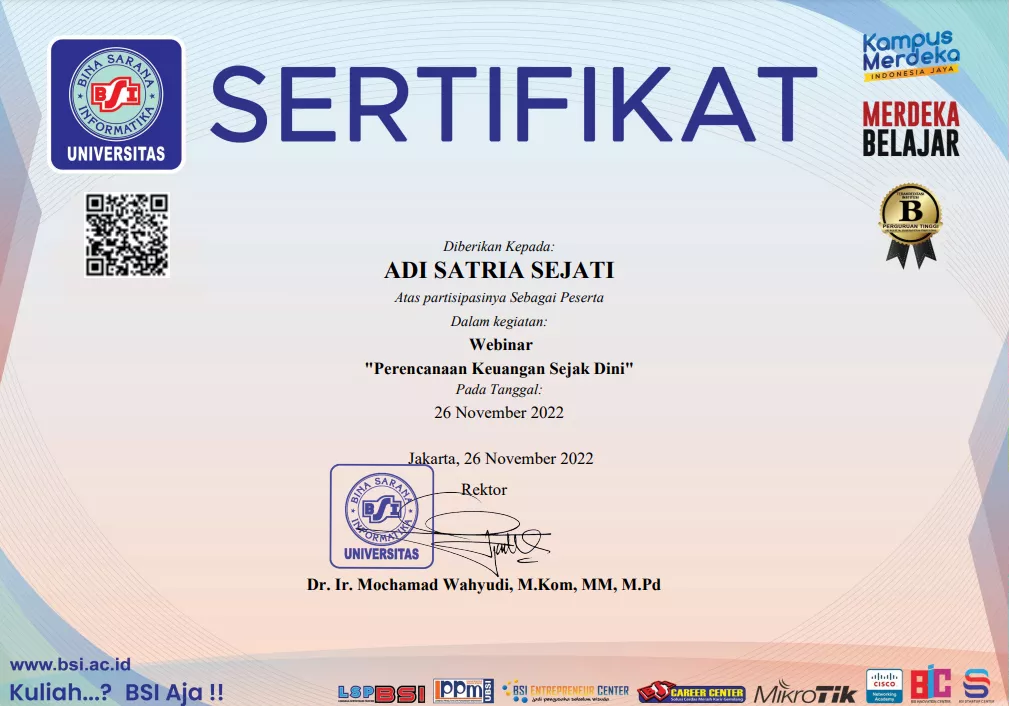 BINA SARANA
BSI
INFORMATIKA
UNIVERSITAS
SERTIFIKAT
Kampus
Merdeka
INDONESIA JAYA
MERDEKA
BELAJAR
B
PERGURUAN TINGGI
Diberikan Kepada:
ADI SATRIA SEJATI
Atas partisipasinya Sebagai Peserta
Dalam kegiatan:
Webinar
"Perencanaan Keuangan Sejak Dini"
Pada Tanggal:
26 November 2022
Jakarta, 26 November 2022
Rektor
BINA SARANA
BSI
INFORMATIKA
UNIVERSITAS
Dr. Ir. Mochamad Wahyudi, M.Kom, MM, M.Pd
www.bsi.ac.id
Kuliah...? BSI Aja !!
LSPBSI
ppm UBSI
BSI ENTREPRENEUR CENTER
CAREER CENTER
MikroTik
CISCO
Networking
Academy
BIC